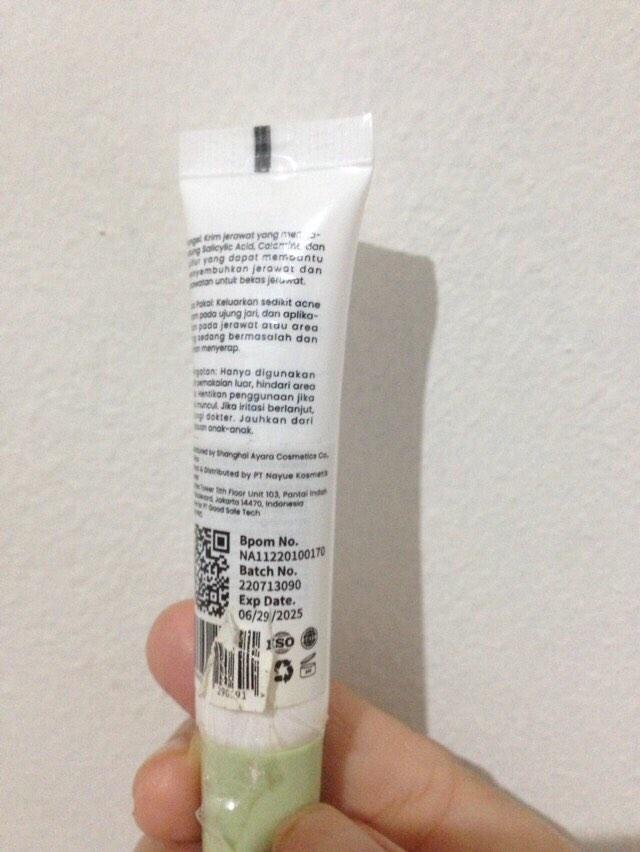 Krim jerawat yang
Salicylic Acid, Calamine, dan
yang dapat membantu
jerawat dan
untuk bekas jerawat.
Pakai: Keluarkan sedikit acne
pada ujung jari, dan aplika-
pada jerawat atau area
sedang bermasalah dan
menyerap.
Hanya digunakan
pemakaian luar, hindari area
Hentikan penggunaan jika
muncul. Jika iritasi berlanjut,
dokter. Jauhkan dari
anak-anak.
by Shanghai Ayara Cosmetics Co.,
& Distributed by PT Nayue Kosmetik
Tower 11th Floor Unit 103, Pantai Indah
Jakarta 14470, Indonesia
PT Good Sale Tech
Bpom No.
NA11220100170
Batch No.
220713090
Exp Date.
06/29/2025
ISO